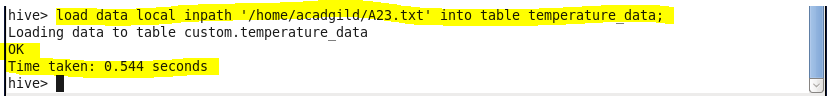 hive> load data local inpath '/home/acadgild/A23.txt' into table temperature_data;
Loading data to table custom.temperature_data
OK
Time taken: 0.544 seconds
hive>